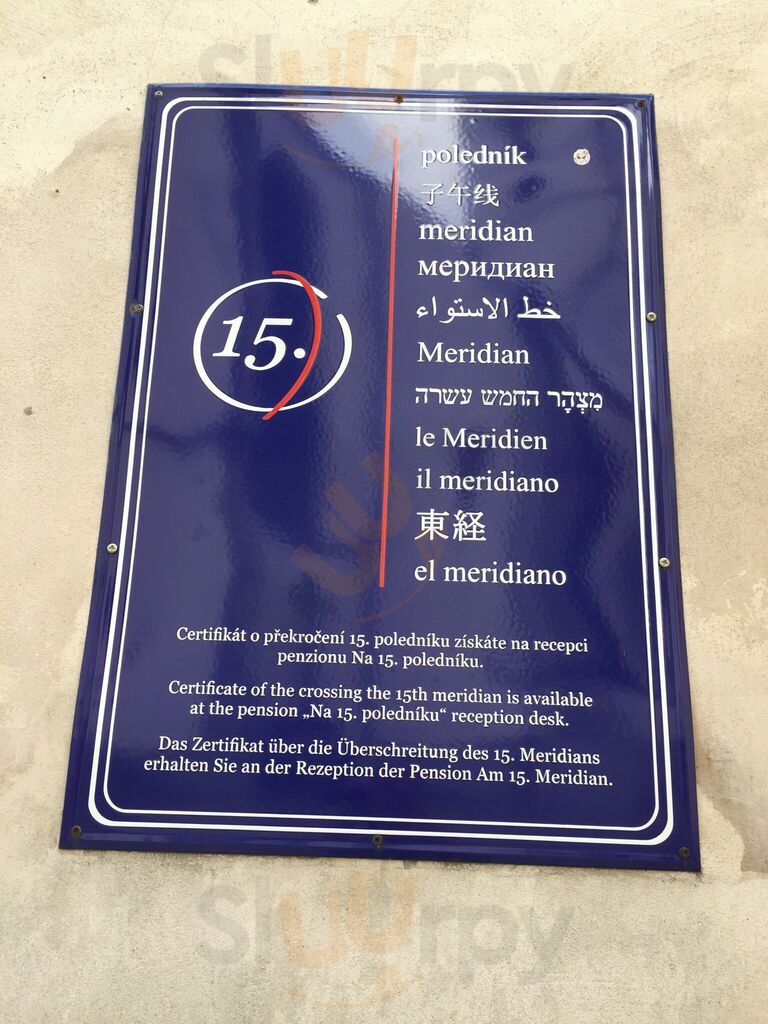 Sluurpy
15.
poledník
子午线
meridian
меридиан
خط الاستواء
Meridian
מִצְהָר החמש עשרה
le Meridien
il meridiano
東経
el meridiano
Certifikát o překročení 15. poledníku získáte na recepci
penzionu Na 15. poledníku.
Certificate of the crossing the 15th meridian is available
at the pension „Na 15. poledníku“ reception desk.
Das Zertifikat über die Überschreitung des 15. Meridians
erhalten Sie an der Rezeption der Pension Am 15. Meridian.
Sluurpy